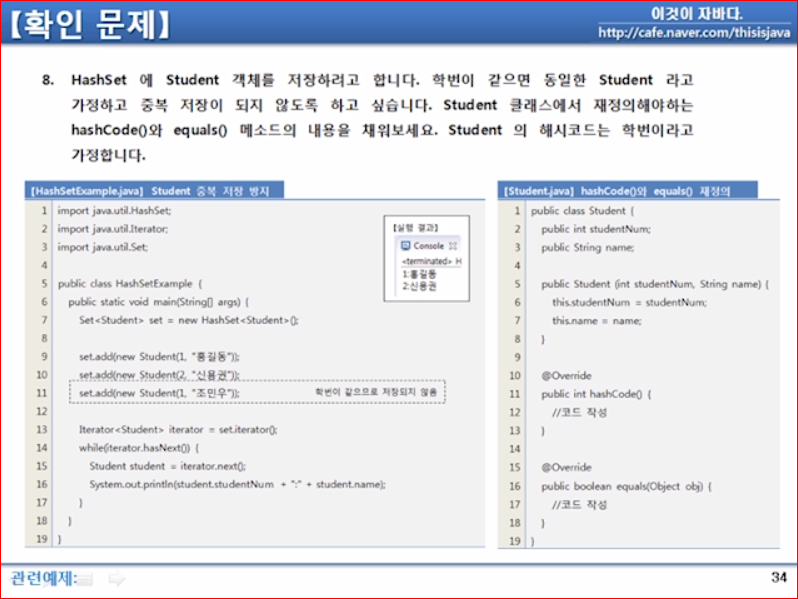 【확인 문제】
이것이 자바다.
http://cafe.naver.com/thisisjava
8. HashSet 에 Student 객체를 저장하려고 합니다. 학번이 같으면 동일한 Student 라고
가정하고 중복 저장이 되지 않도록 하고 싶습니다. Student 클래스에서 재정의해야하는
hashCode()와 equals() 메소드의 내용을 채워보세요. Student 의 해시코드는 학번이라고
가정합니다.
[HashSetExample.java] Student 중복 저장 방지
1 import java.util.HashSet;
2 import java.util.Iterator;
3 import java.util.Set;
4
5 public class HashSetExample {
6 public static void main(String[] args) {
7 Set<Student> set = new HashSet<Student>();
8
9 set.add(new Student(1, "홍길동"));
10 set.add(new Student(2, "신용권"));
11 set.add(new Student(1, "조민우")); 학번이 같으므로 저장되지 않음
12
13 Iterator<Student> iterator = set.iterator();
14 while(iterator.hasNext()) {
15 Student student = iterator.next();
16 System.out.println(student.studentNum + ":" + student.name);
17 }
18 }
19 }
[실행 결과]
Console
<terminated> H
1:홍길동
2:신용권
[Student.java] hashCode()와 equals() 재정의
1 public class Student {
2 public int studentNum;
3 public String name;
4
5 public Student (int studentNum, String name) {
6 this.studentNum = studentNum;
7 this.name = name;
8 }
9
10 @Override
11 public int hashCode() {
12 //코드 작성
13 }
14
15 @Override
16 public boolean equals(Object obj) {
17 //코드 작성
18 }
19 }
관련예제:
34